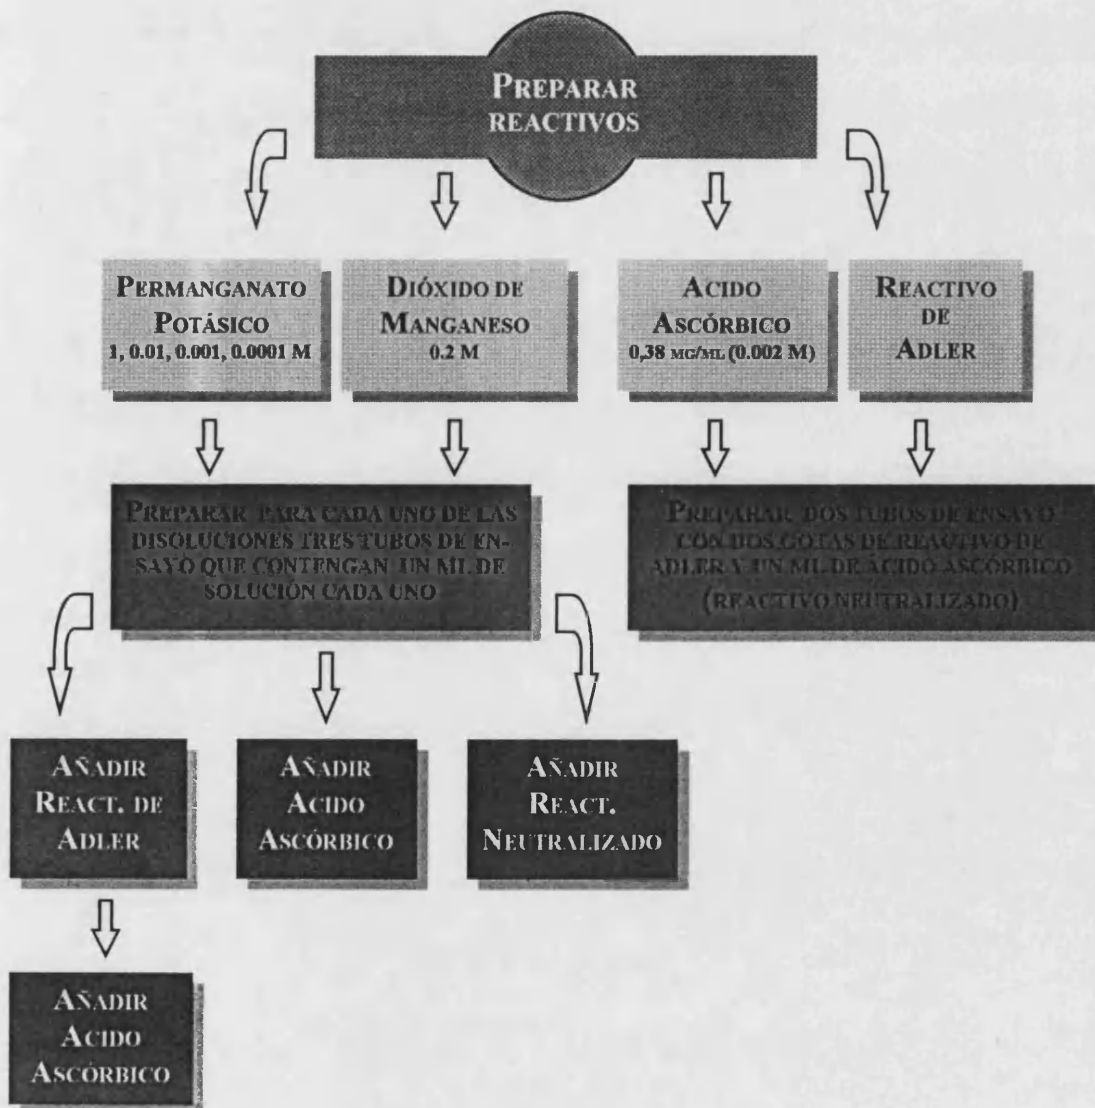 PREPARAR
REACTIVOS
PERMANGANATO
POTÁSICO
1, 0.01, 0.001, 0.0001 M
DIÓXIDO DE
MANGANESO
0.2 M
ACIDO
ASCÓRBICO
0,38 MG/ML (0.002 M)
REACTIVO
DE
ADLER
PREPARAR PARA CADA UNO DE LAS
DISOLUCIONES TRES TUBOS DE EN-
SAYO QUE CONTENGAN UN ML DE
SOLUCIÓN CADA UNO
PREPARAR DOS TUBOS DE ENSAYO
CON DOS GOTAS DE REACTIVO DE
ADLER Y UN ML DE ÁCIDO ASCÓRBICO
(REACTIVO NEUTRALIZADO)
AÑADIR
REACT. DE
ADLER
AÑADIR
ACIDO
ASCÓRBICO
AÑADIR
REACT.
NEUTRALIZADO
AÑADIR
ACIDO
ASCÓRBICO